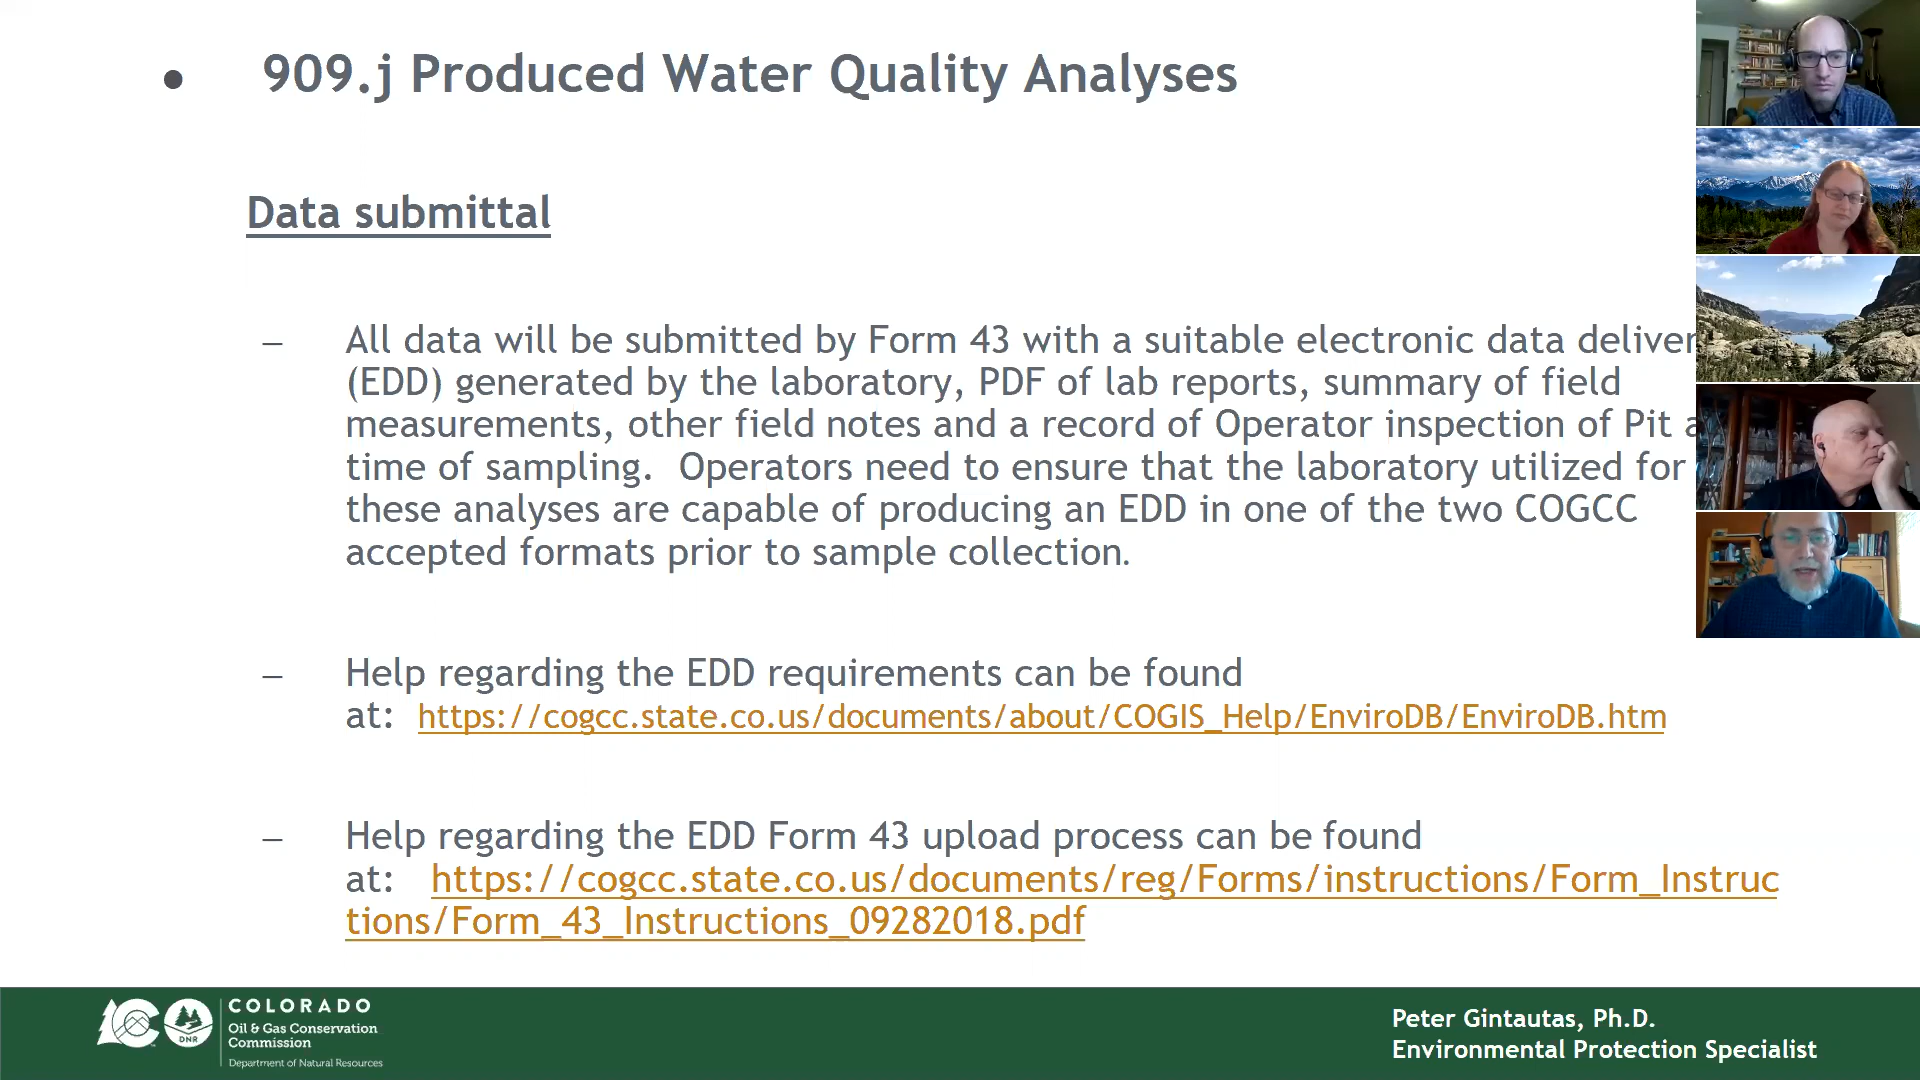 • 909.j Produced Water Quality Analyses
Data submittal
– All data will be submitted by Form 43 with a suitable electronic data
(EDD) generated by the laboratory, PDF of lab reports, summary of field
measurements, other field notes and a record of Operator inspection of Pit
time of sampling. Operators need to ensure that the laboratory utilized for
these analyses are capable of producing an EDD in one of the two COGCC
accepted formats prior to sample collection.
– Help regarding the EDD requirements can be found
at: https://cogcc.state.co.us/documents/about/COGIS_Help/EnviroDB/EnviroDB.htm
– Help regarding the EDD Form 43 upload process can be found
at: https://cogcc.state.co.us/documents/reg/Forms/instructions/Form_Instruc
tions/Form_43_Instructions_09282018.pdf
COLORADO
Oil & Gas Conservation
Commission
Department of Natural Resources
DNR
Peter Gintautas, Ph.D.
Environmental Protection Specialist